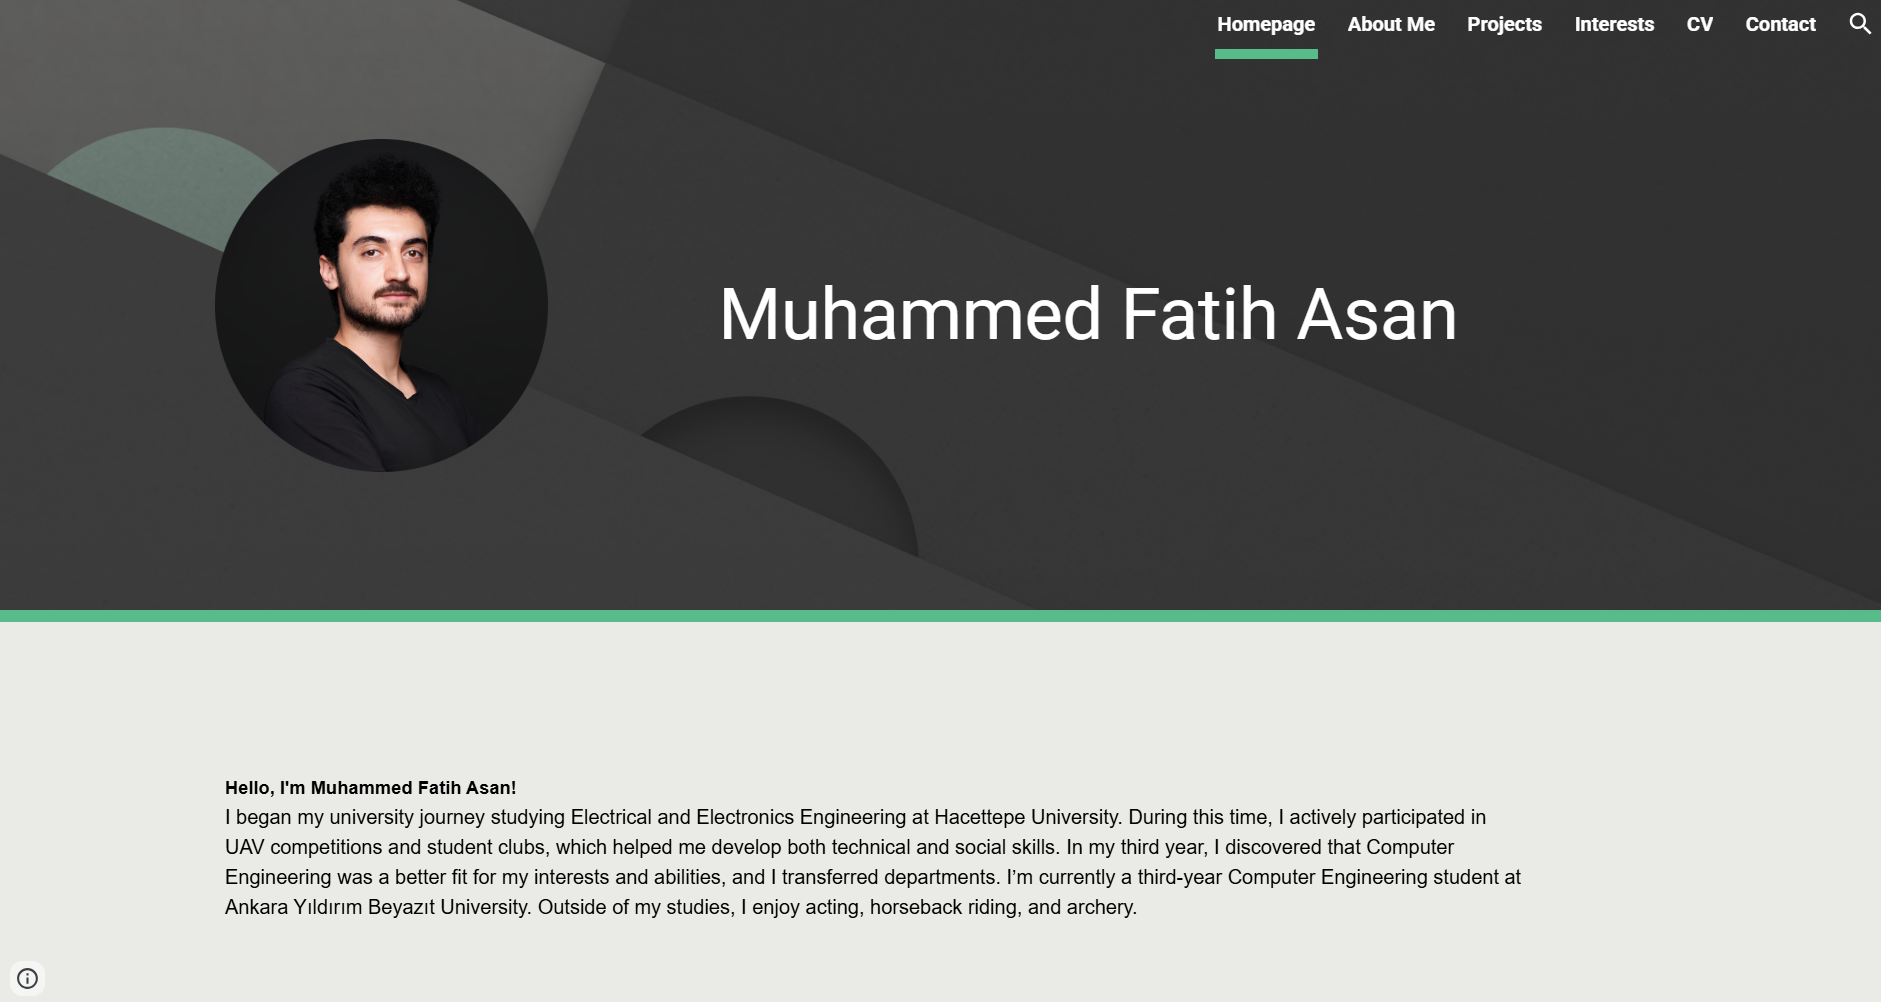 Homepage About Me Projects Interests CV Contact
Muhammed Fatih Asan
Hello, I'm Muhammed Fatih Asan!
I began my university journey studying Electrical and Electronics Engineering at Hacettepe University. During this time, I actively participated in
UAV competitions and student clubs, which helped me develop both technical and social skills. In my third year, I discovered that Computer
Engineering was a better fit for my interests and abilities, and I transferred departments. I’m currently a third-year Computer Engineering student at
Ankara Yıldırım Beyazıt University. Outside of my studies, I enjoy acting, horseback riding, and archery.